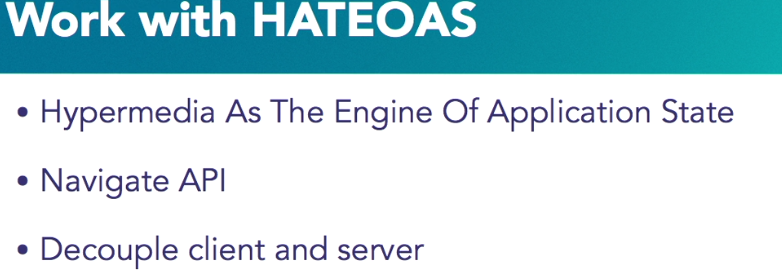 Work with HATEOAS
• Hypermedia As The Engine Of Application State
• Navigate API
• Decouple client and server